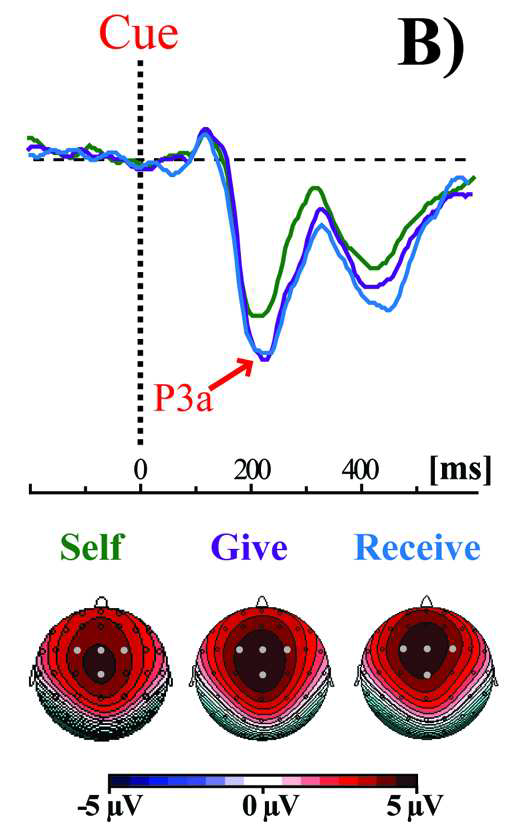 Cue
B)
P3a
0 200 400 [ms]
Self Give Receive
-5 µV 0 µV 5 µV